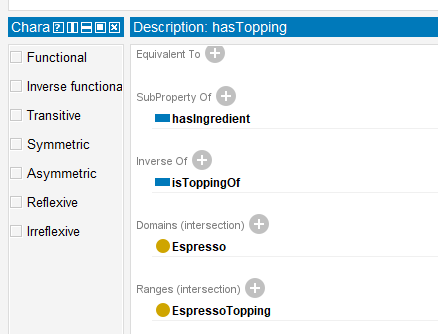 Chara
Description: hasTopping
Functional
Inverse functiona
Transitive
Symmetric
Asymmetric
Reflexive
Irreflexive
Equivalent To
SubProperty Of
hasIngredient
Inverse Of
isToppingOf
Domains (intersection)
Espresso
Ranges (intersection)
EspressoTopping